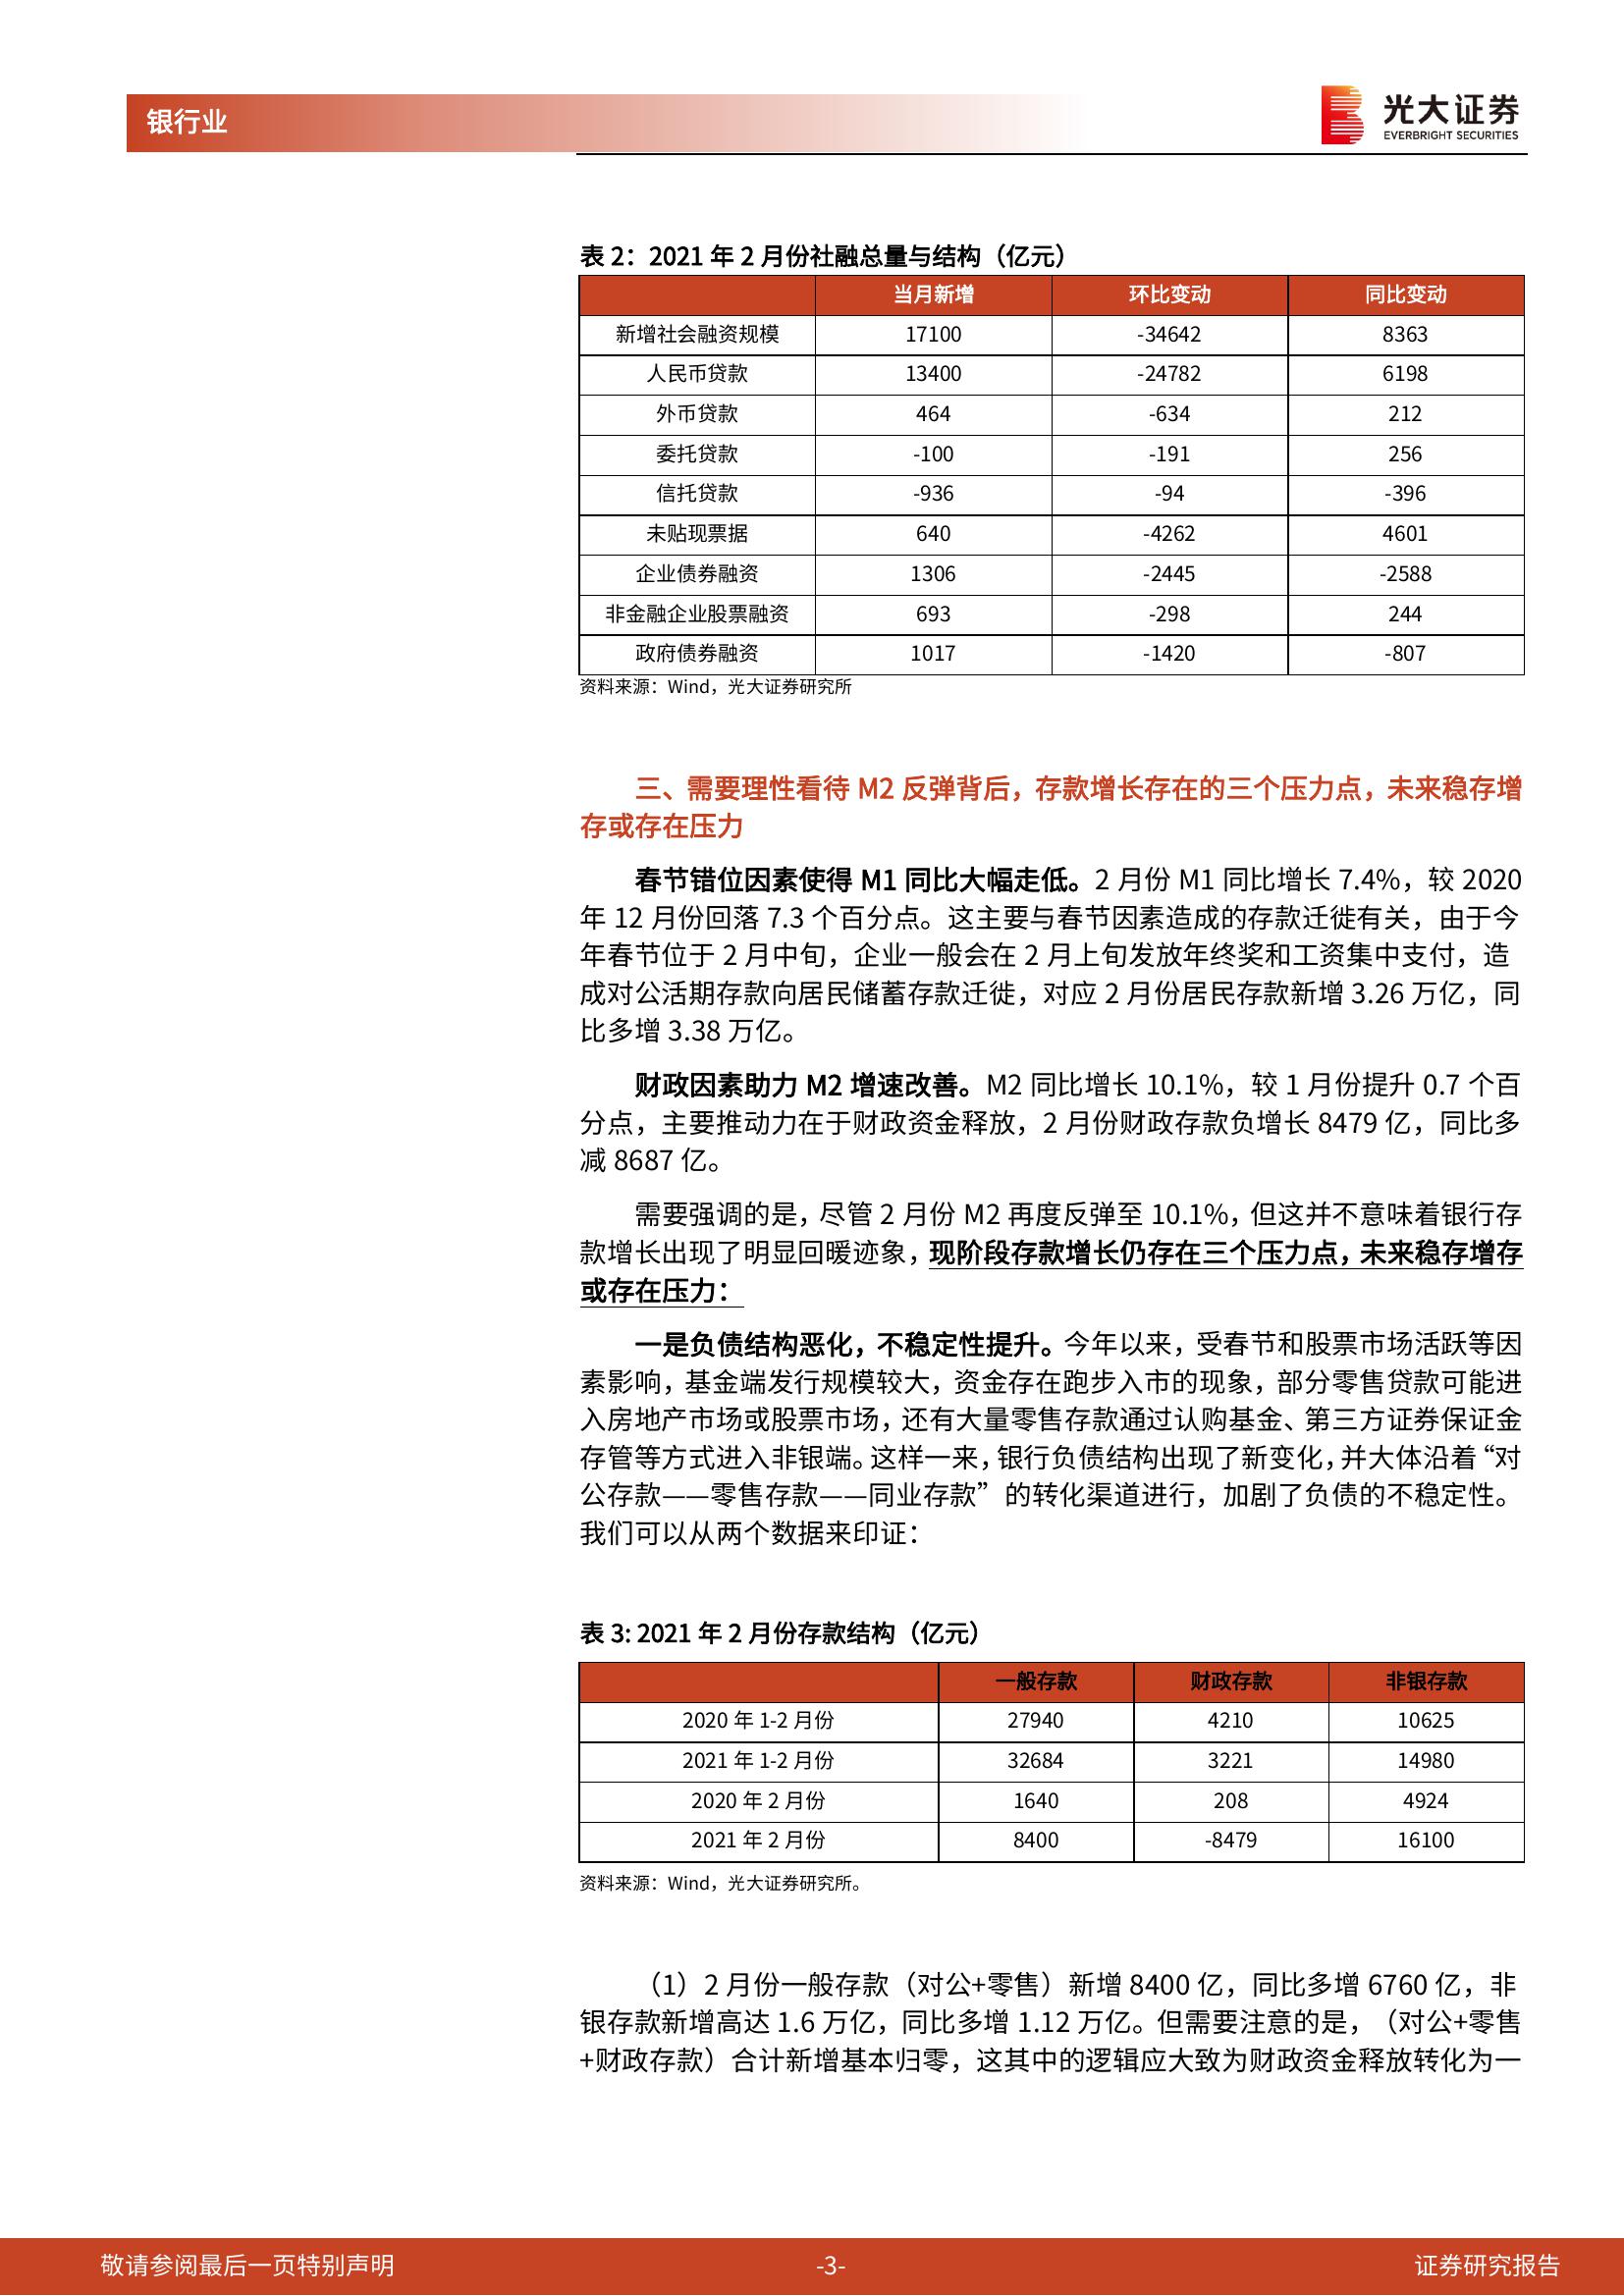 银行业
光大证券
EVERBRIGHT SECURITIES
表 2：2021 年 2 月份社融总量与结构（亿元）
当月新增 环比变动 同比变动
新增社会融资规模 17100 -34642 8363
人民币贷款 13400 -24782 6198
外币贷款 464 -634 212
委托贷款 -100 -191 256
信托贷款 -936 -94 -396
未贴现票据 640 -4262 4601
企业债券融资 1306 -2445 -2588
非金融企业股票融资 693 -298 244
政府债券融资 1017 -1420 -807
资料来源：Wind，光大证券研究所
三、需要理性看待 M2 反弹背后，存款增长存在的三个压力点，未来稳存增
存或存在压力
春节错位因素使得 M1 同比大幅走低。2 月份 M1 同比增长 7.4%，较 2020
年 12 月份回落 7.3 个百分点。这主要与春节因素造成的存款迁徙有关，由于今
年春节位于 2 月中旬，企业一般会在 2 月上旬发放年终奖和工资集中支付，造
成对公活期存款向居民储蓄存款迁徙，对应 2 月份居民存款新增 3.26 万亿，同
比多增 3.38 万亿。
财政因素助力 M2 增速改善。M2 同比增长 10.1%，较 1 月份提升 0.7 个百
分点，主要推动力在于财政资金释放，2 月份财政存款负增长 8479 亿，同比多
减 8687 亿。
需要强调的是，尽管 2 月份 M2 再度反弹至 10.1%，但这并不意味着银行存
款增长出现了明显回暖迹象，现阶段存款增长仍存在三个压力点，未来稳存增存
或存在压力：
一是负债结构恶化，不稳定性提升。今年以来，受春节和股票市场活跃等因
素影响，基金端发行规模较大，资金存在跑步入市的现象，部分零售贷款可能进
入房地产市场或股票市场，还有大量零售存款通过认购基金、第三方证券保证金
存管等方式进入非银端。这样一来，银行负债结构出现了新变化，并大体沿着“对
公存款——零售存款——同业存款”的转化渠道进行，加剧了负债的不稳定性。
我们可以从两个数据来印证：
表 3: 2021 年 2 月份存款结构（亿元）
一般存款 财政存款 非银存款
2020 年 1-2 月份 27940 4210 10625
2021 年 1-2 月份 32684 3221 14980
2020 年 2 月份 1640 208 4924
2021 年 2 月份 8400 -8479 16100
资料来源：Wind，光大证券研究所。
（1）2 月份一般存款（对公+零售）新增 8400 亿，同比多增 6760 亿，非
银存款新增高达 1.6 万亿，同比多增 1.12 万亿。但需要注意的是，（对公+零售
+财政存款）合计新增基本归零，这其中的逻辑应大致为财政资金释放转化为一
敬请参阅最后一页特别声明 -3- 证券研究报告